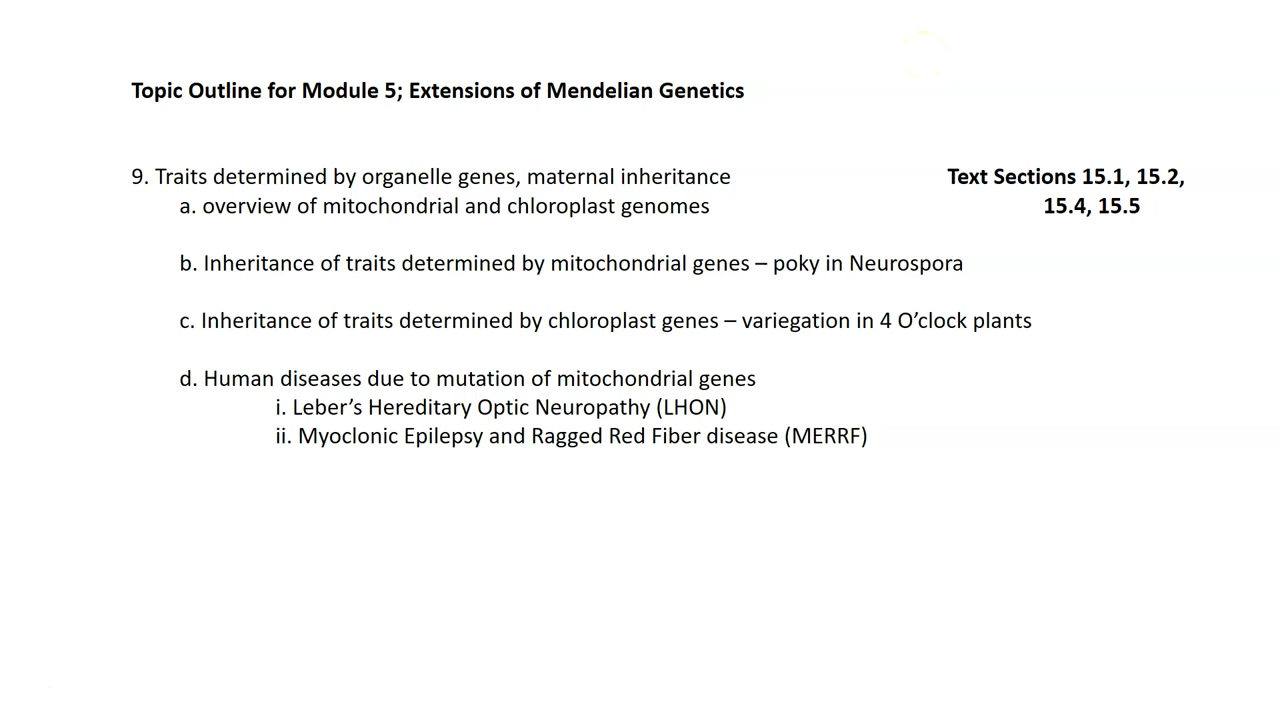 Topic Outline for Module 5; Extensions of Mendelian Genetics
9. Traits determined by organelle genes, maternal inheritance
Text Sections 15.1, 15.2,
a. overview of mitochondrial and chloroplast genomes
15.4, 15.5
b. Inheritance of traits determined by mitochondrial genes – poky in Neurospora
c. Inheritance of traits determined by chloroplast genes – variegation in 4 O’clock plants
d. Human diseases due to mutation of mitochondrial genes
i. Leber’s Hereditary Optic Neuropathy (LHON)
ii. Myoclonic Epilepsy and Ragged Red Fiber disease (MERRF)